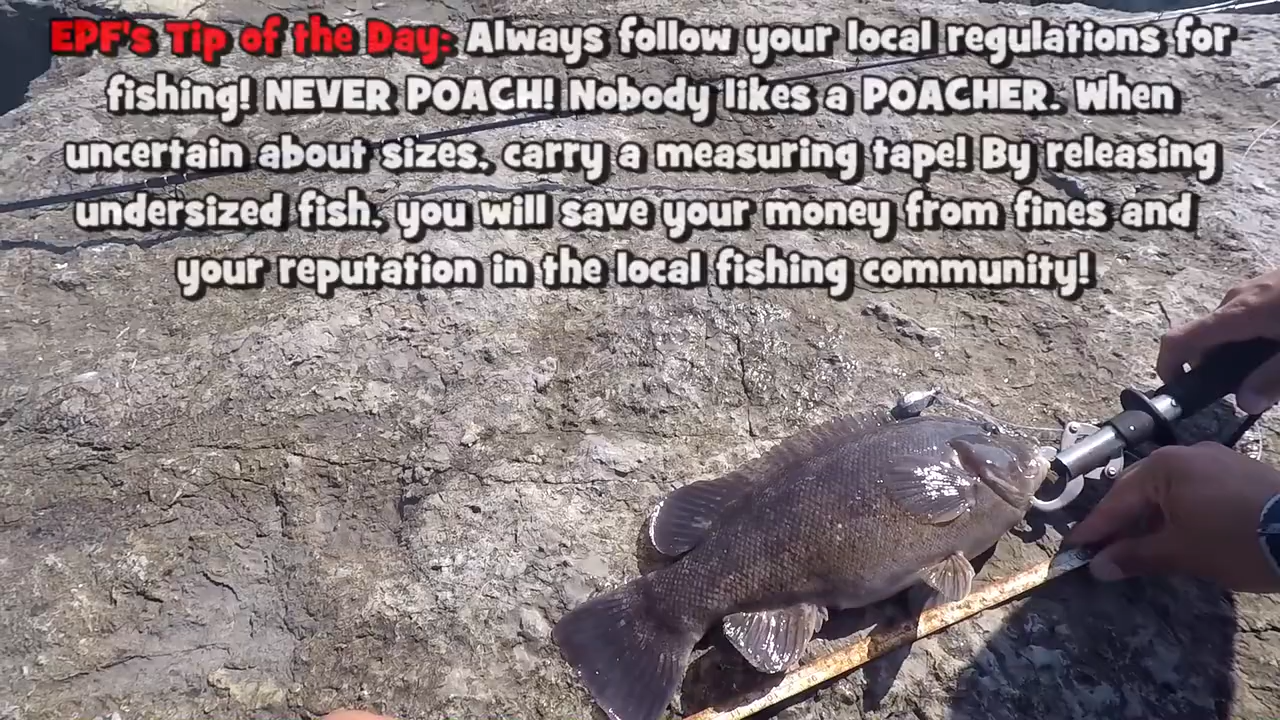 EPF's Tip of the Day: Always follow your local regulations for
fishing! NEVER POACH! Nobody likes a POACHER. When
uncertain about sizes, carry a measuring tape! By releasing
undersized fish, you will save your money from fines and
your reputation in the local fishing community!